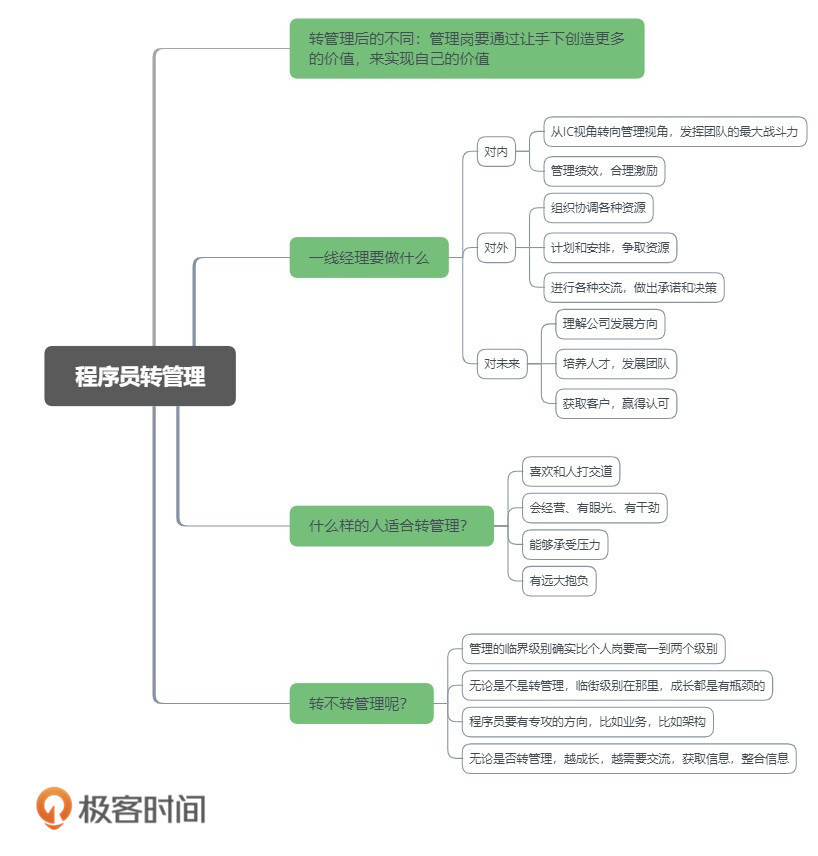 转管理后的不同：管理岗要通过让手下创造更多
的价值，来实现自己的价值
从IC视角转向管理视角，发挥团队的最大战斗力
对内
管理绩效，合理激励
组织协调各种资源
一线经理要做什么
对外
计划和安排，争取资源
进行各种交流，做出承诺和决策
理解公司发展方向
对未来
培养人才，发展团队
获取客户，赢得认可
程序员转管理
喜欢和人打交道
会经营、有眼光、有干劲
什么样的人适合转管理？
能够承受压力
有远大抱负
管理的临界级别确实比个人岗要高一到两个级别
无论是不是转管理，临街级别在那里，成长都是有瓶颈的
转不转管理呢？
程序员要有专攻的方向，比如业务，比如架构
无论是否转管理，越成长，越需要交流，获取信息，整合信息
极客时间